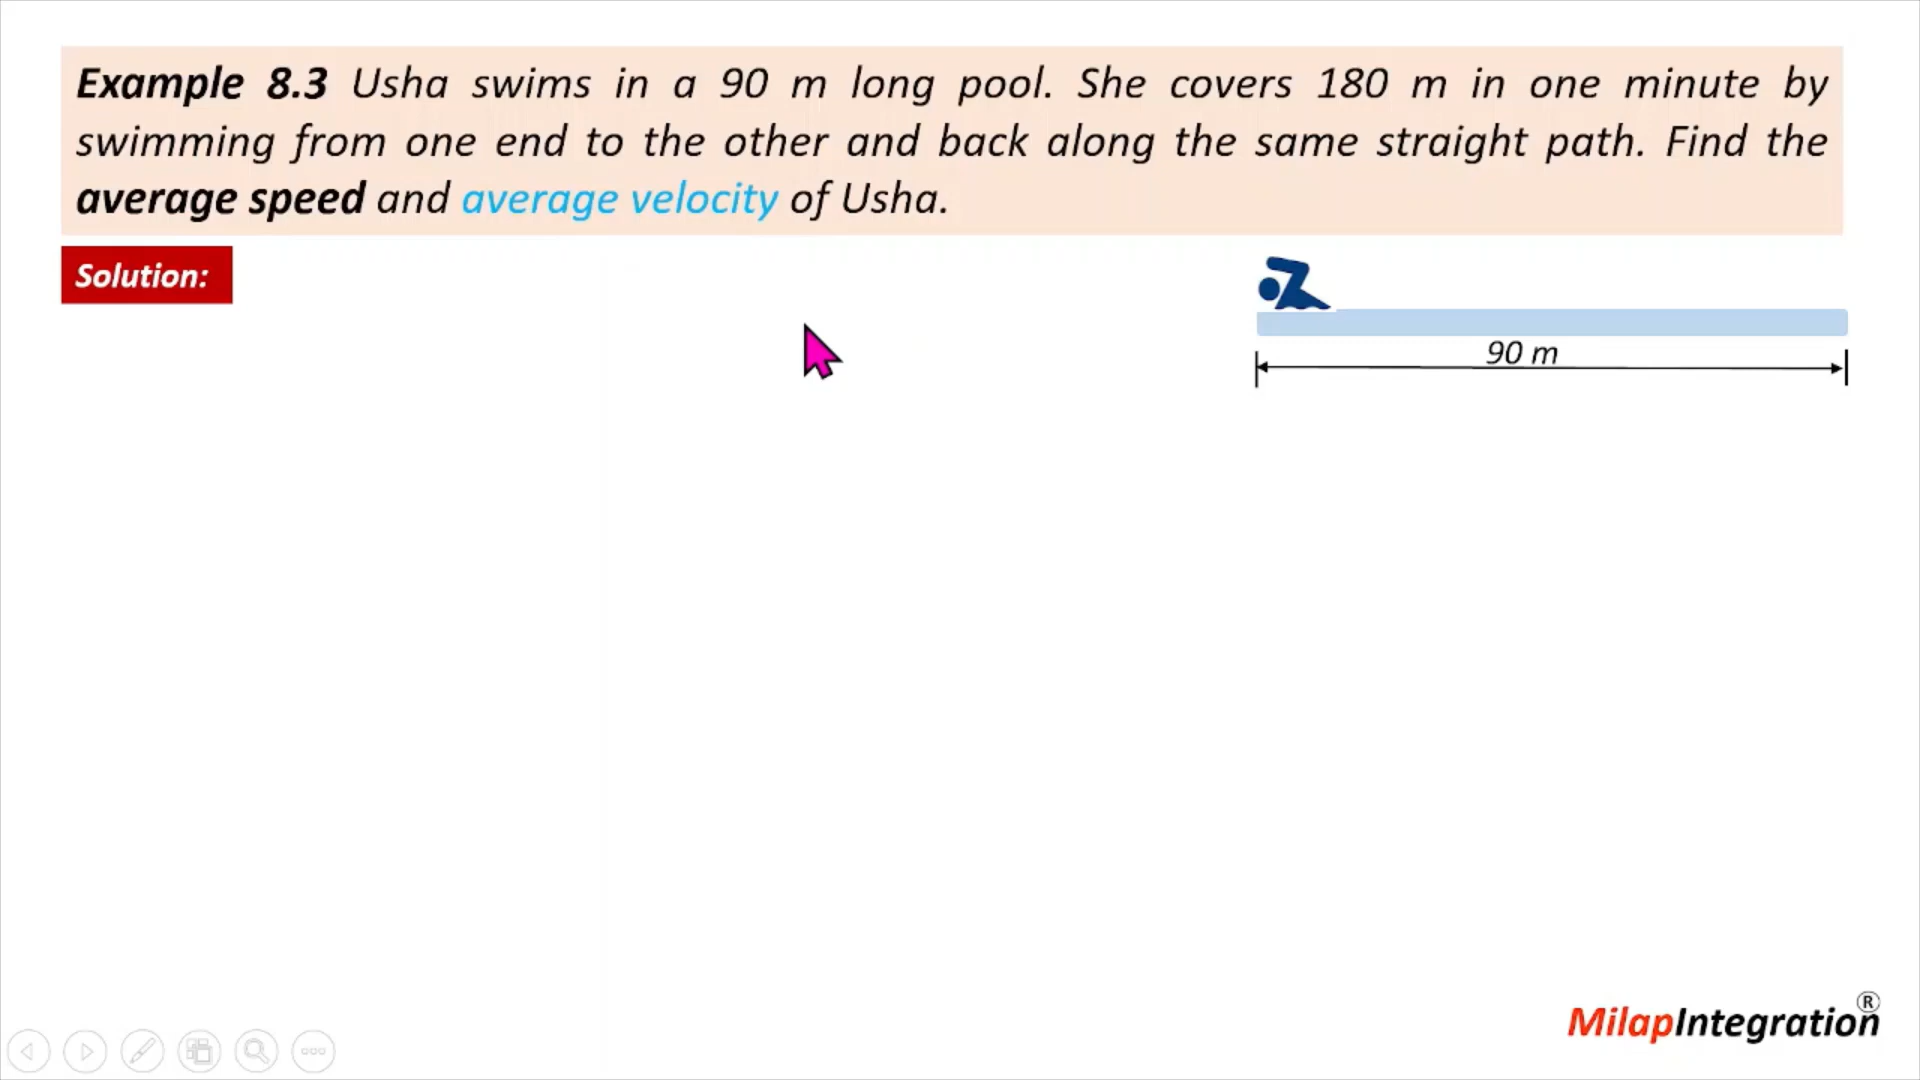 Example 8.3 Usha swims in a 90 m long pool. She covers 180 m in one minute by
swimming from one end to the other and back along the same straight path. Find the
average speed and average velocity of Usha.
Solution:
90 m
MilapIntegration®